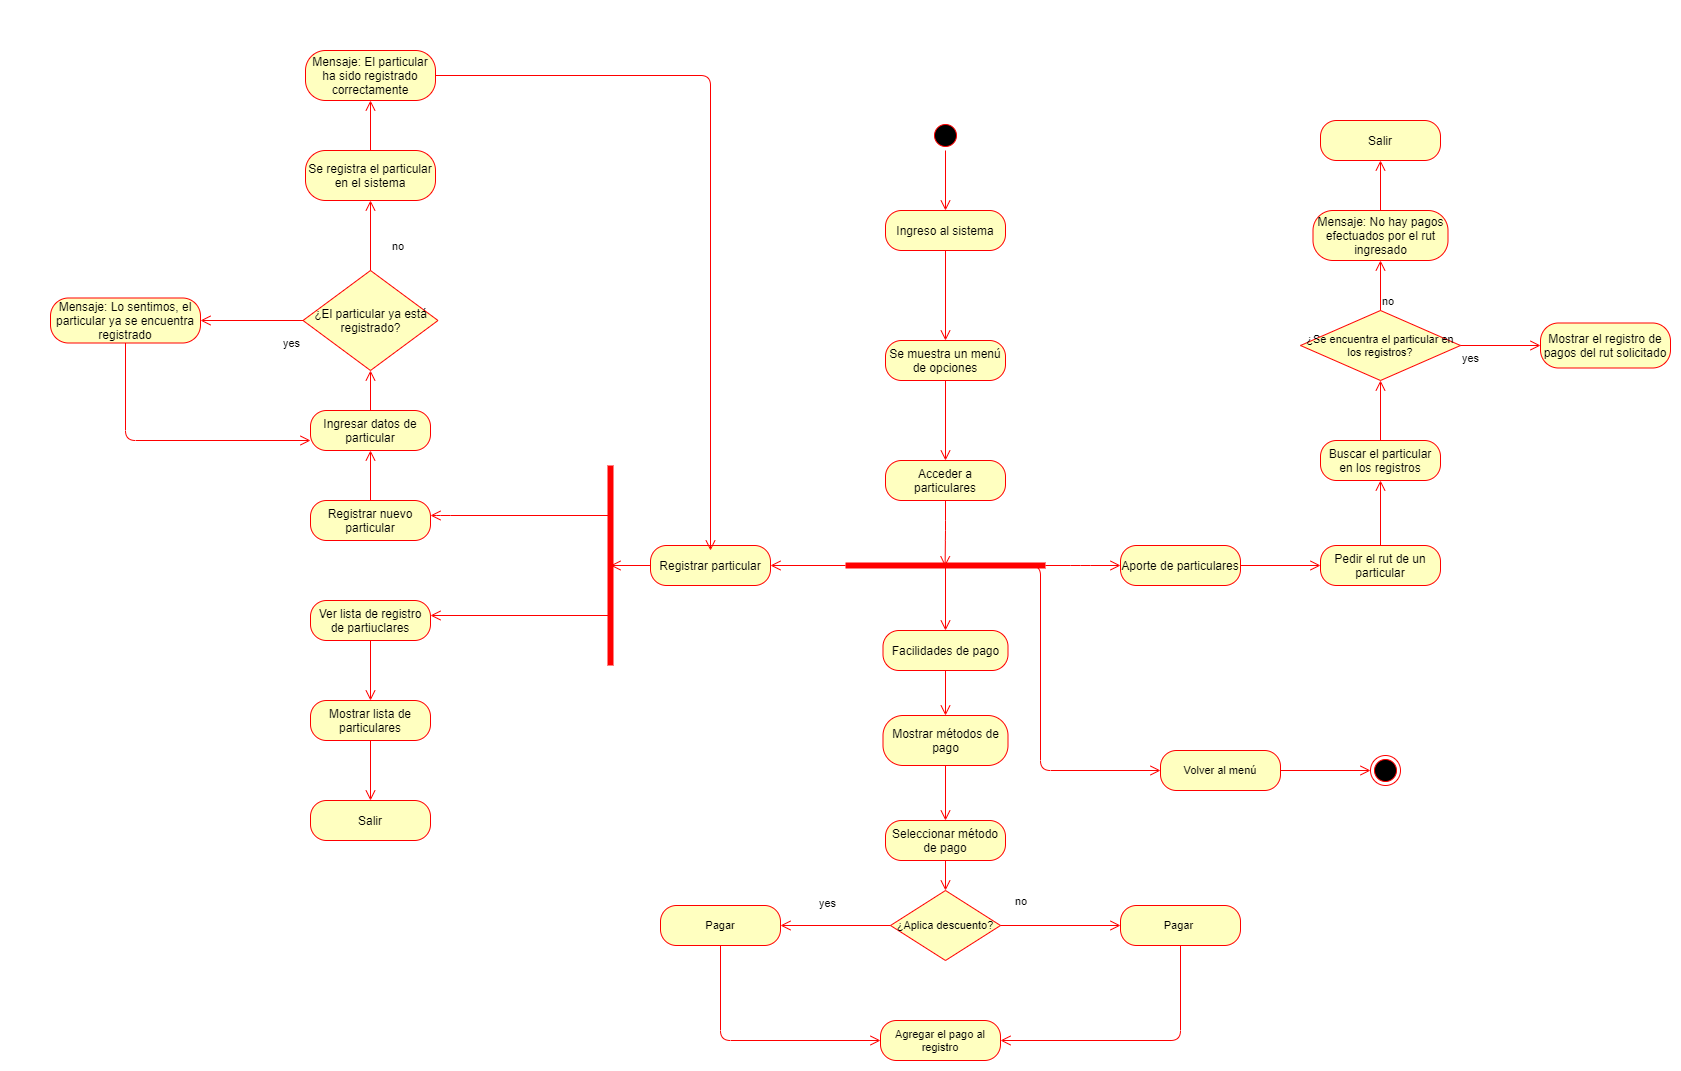 Mensaje: El particular
ha sido registrado
correctamente
Se registra el particular
en el sistema
no
¿El particular ya está
registrado?
yes
Mensaje: Lo sentimos, el
particular ya se encuentra
registrado
Ingresar datos de
particular
Registrar nuevo
particular
Ver lista de registro
de partiuclares
Mostrar lista de
particulares
Salir
Registrar particular
Ingreso al sistema
Se muestra un menú
de opciones
Acceder a
particulares
Facilidades de pago
Mostrar métodos de
pago
Seleccionar método
de pago
¿Aplica descuento?
yes
no
Pagar
Pagar
Agregar el pago al
registro
Aporte de particulares
Pedir el rut de un
particular
Buscar el particular
en los registros
¿Se encuentra el particular en
los registros?
no
yes
Mensaje: No hay pagos
efectuados por el rut
ingresado
Salir
Mostrar el registro de
pagos del rut solicitado
Volver al menú